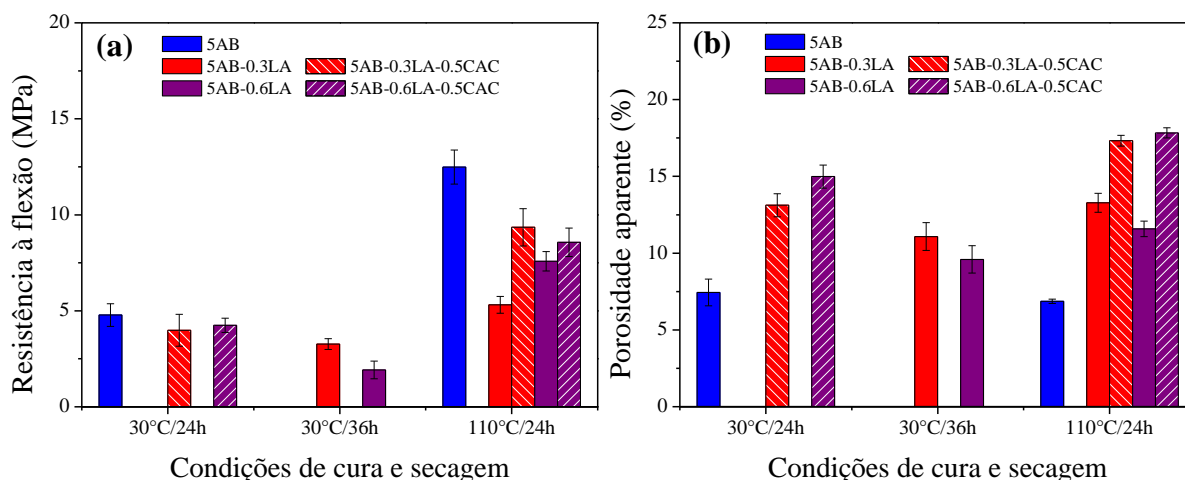 (a)
5AB
5AB-0.3LA 5AB-0.3LA-0.5CAC
5AB-0.6LA 5AB-0.6LA-0.5CAC
Resistência à flexão (MPa)
20
15
10
5
0
30°C/24h 30°C/36h 110°C/24h
Condições de cura e secagem
(b)
5AB
5AB-0.3LA 5AB-0.3LA-0.5CAC
5AB-0.6LA 5AB-0.6LA-0.5CAC
Porosidade aparente (%)
25
20
15
10
5
0
30°C/24h 30°C/36h 110°C/24h
Condições de cura e secagem